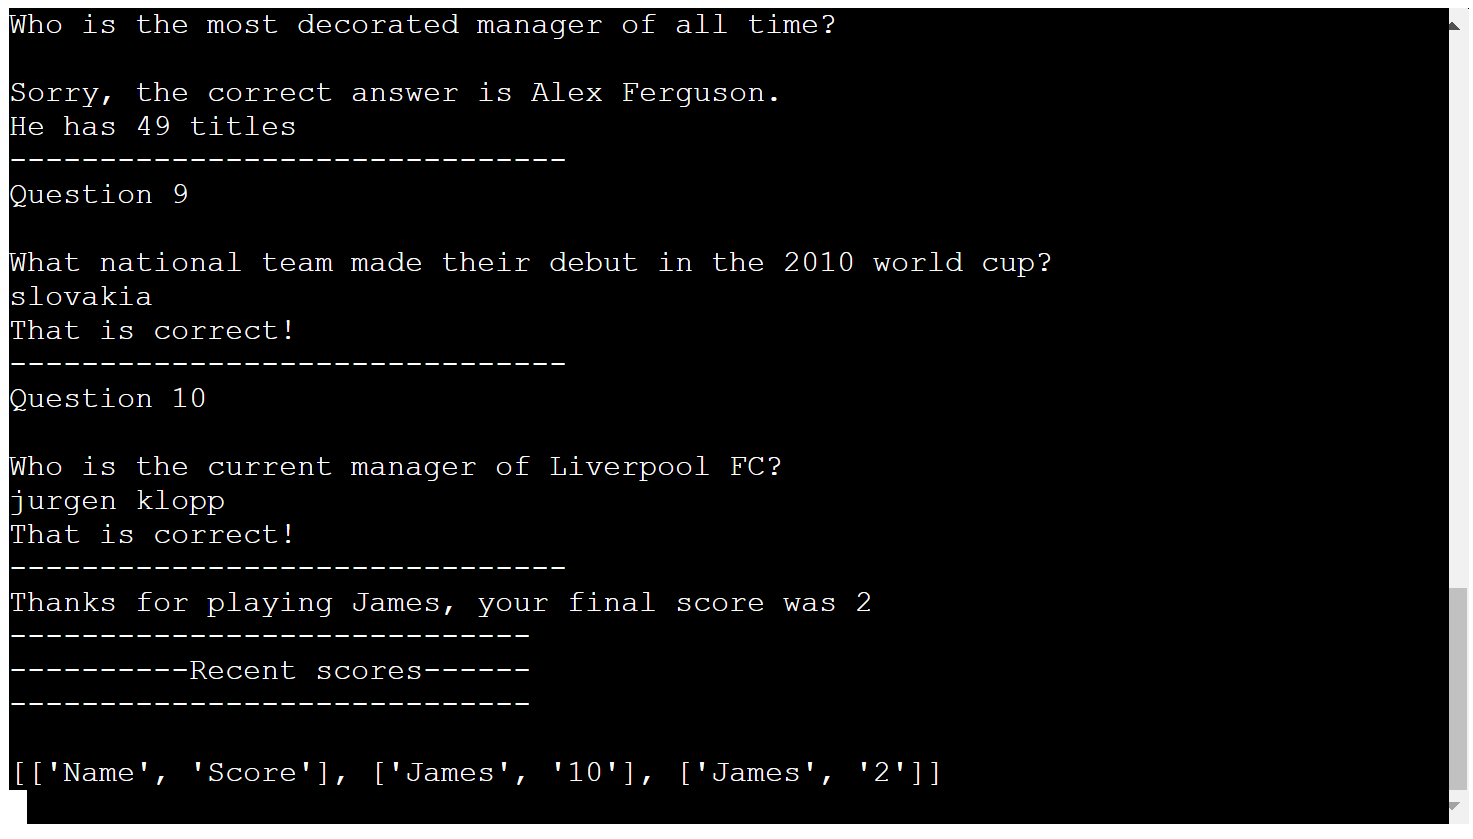 Who is the most decorated manager of all time?
Sorry, the correct answer is Alex Ferguson.
He has 49 titles
-------------------------------
Question 9
What national team made their debut in the 2010 world cup?
slovakia
That is correct!
-------------------------------
Question 10
Who is the current manager of Liverpool FC?
jurgen klopp
That is correct!
-------------------------------
Thanks for playing James, your final score was 2
-----------------------------
----------Recent scores------
-----------------------------
[['Name', 'Score'], ['James', '10'], ['James', '2']]